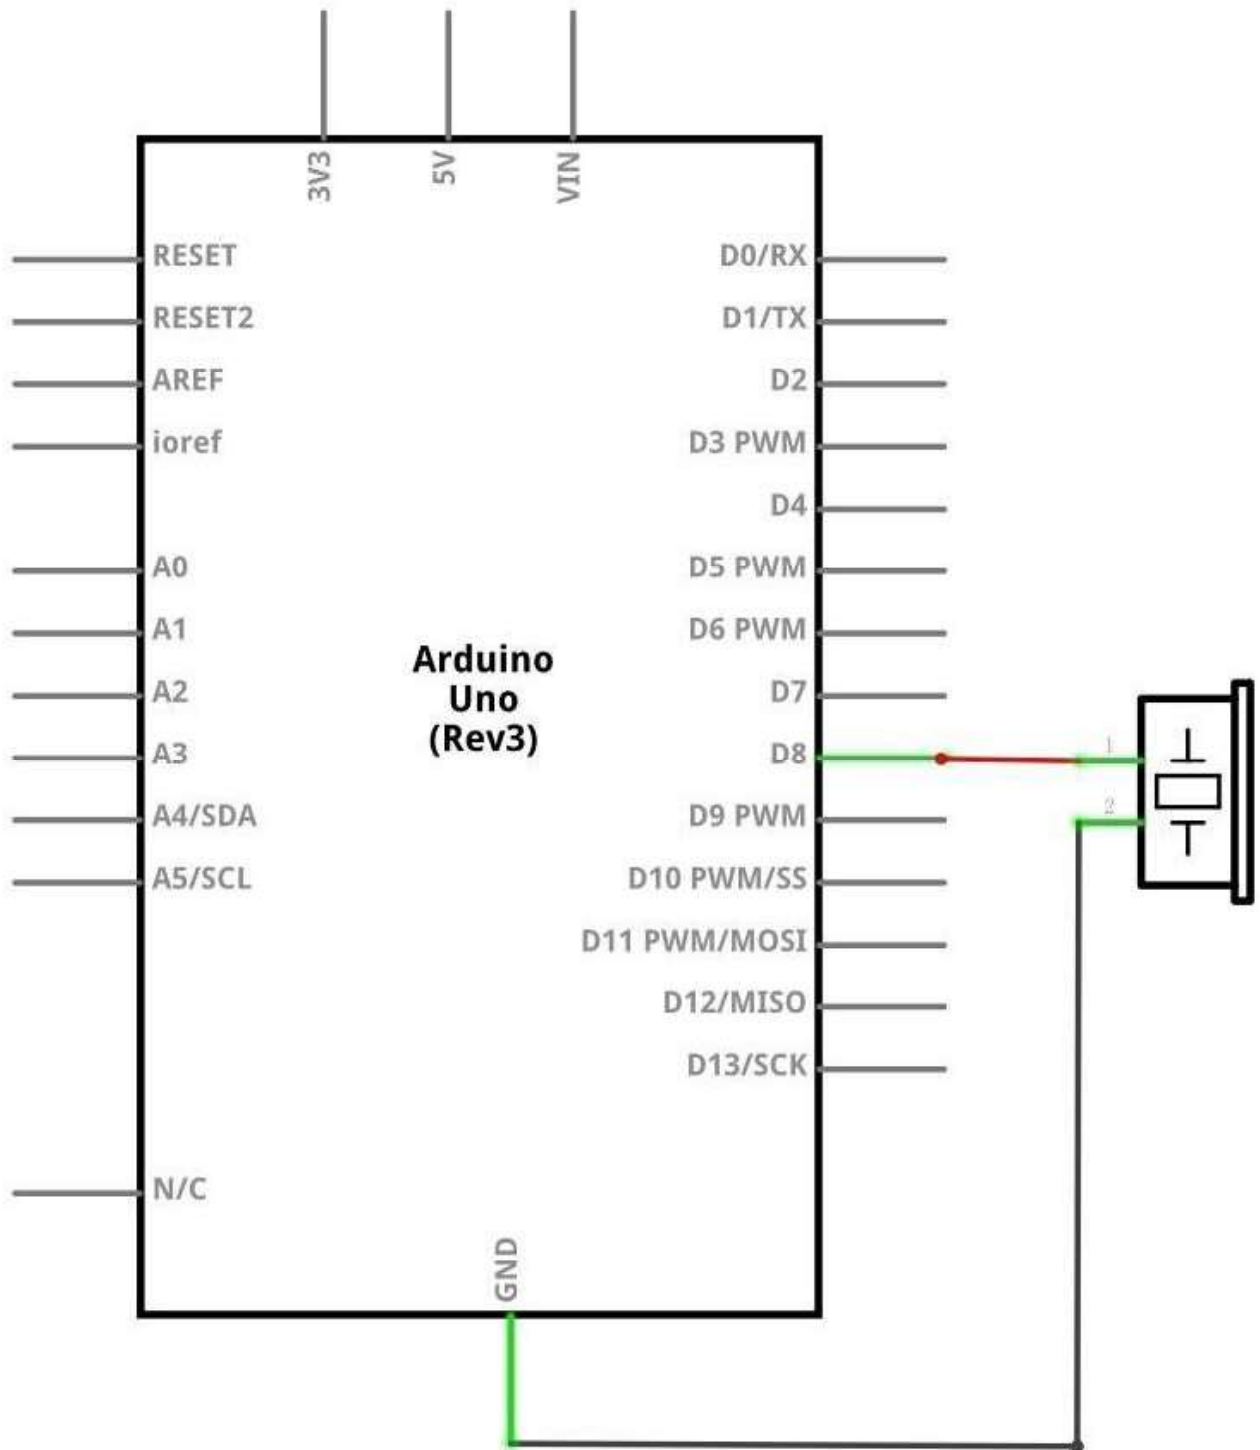 3V3
5V
VIN
RESET
RESET2
AREF
ioref
A0
A1
A2
A3
A4/SDA
A5/SCL
N/C
Arduino
Uno
(Rev3)
D0/RX
D1/TX
D2
D3 PWM
D4
D5 PWM
D6 PWM
D7
D8
D9 PWM
D10 PWM/SS
D11 PWM/MOSI
D12/MISO
D13/SCK
GND
1
2